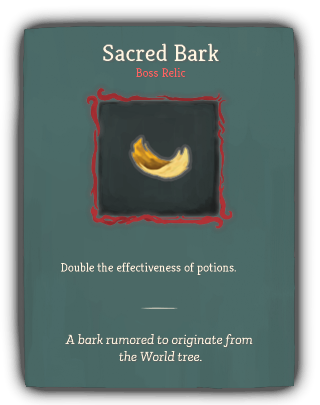 Sacred Bark
Boss Relic
Double the effectiveness of potions.
A bark rumored to originate from
the World tree.